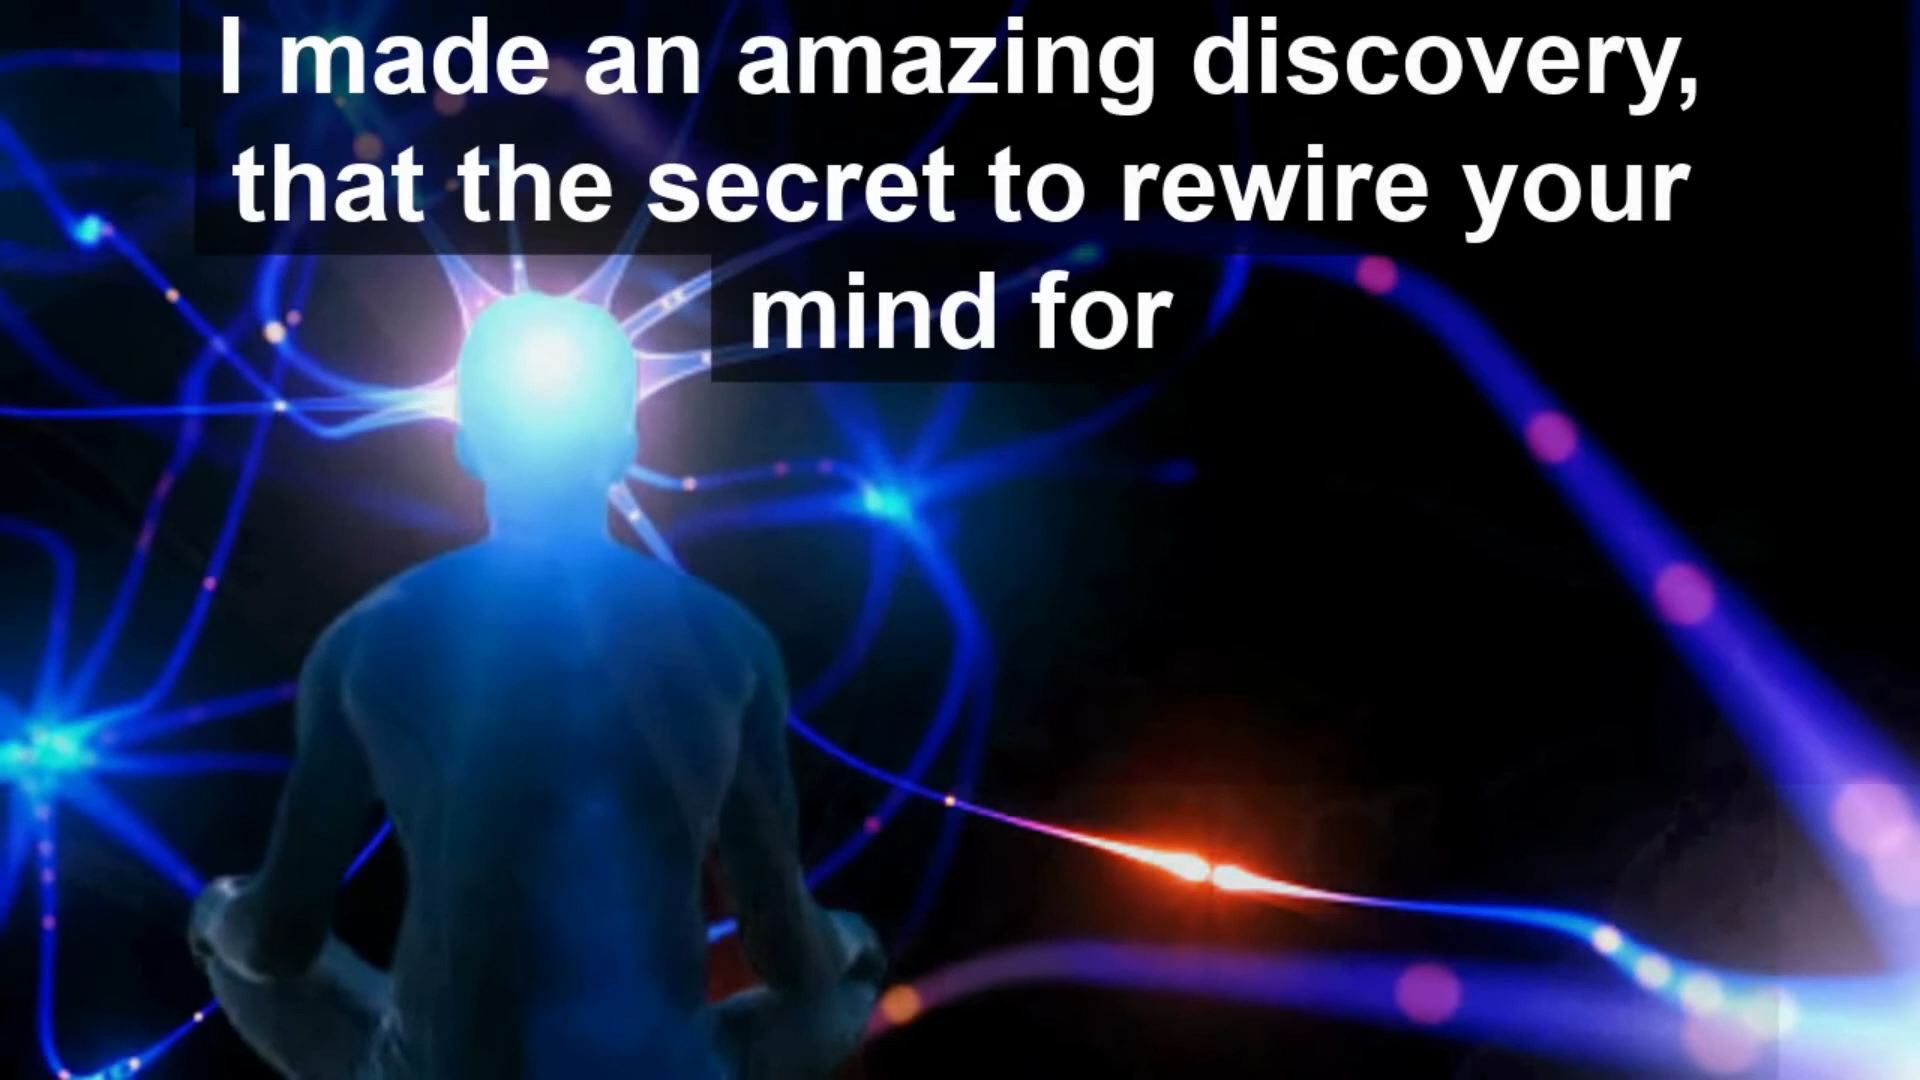 I made an amazing discovery,
that the secret to rewire your
mind for